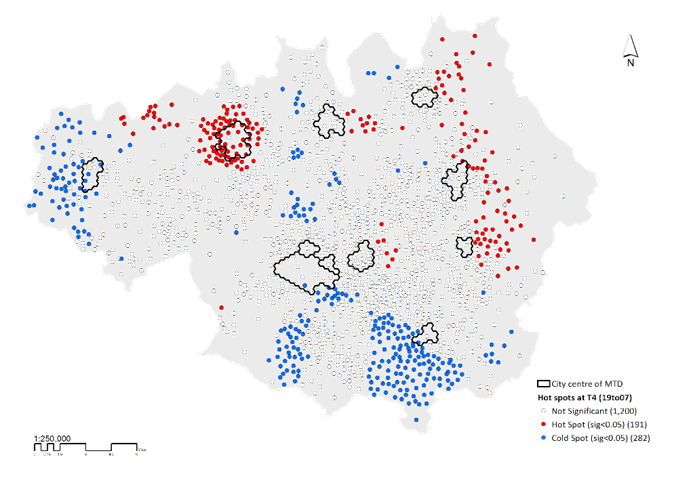 N
City centre of MTD
Hot spots at T4 (19to07)
Not Significant (1,200)
Hot Spot (sig<0.05) (191)
Cold Spot (sig<0.05) (282)
1:250,000